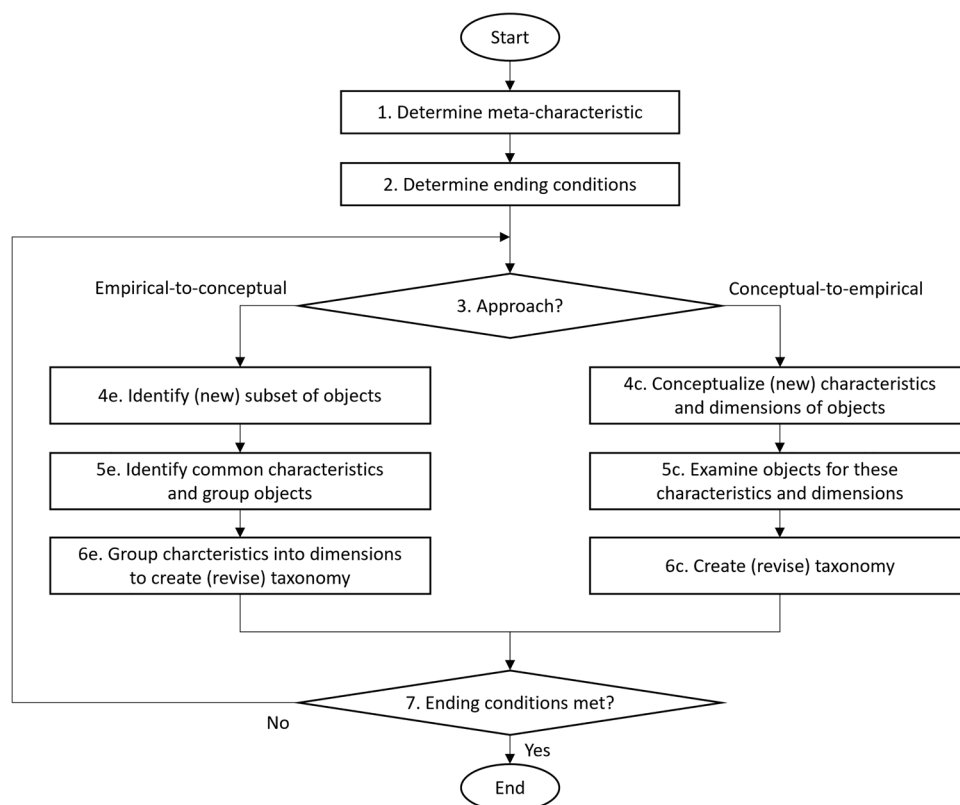 Start
1. Determine meta-characteristic
2. Determine ending conditions
Empirical-to-conceptual
Conceptual-to-empirical
3. Approach?
4e. Identify (new) subset of objects
4c. Conceptualize (new) characteristics
and dimensions of objects
5e. Identify common characteristics
and group objects
5c. Examine objects for these
characteristics and dimensions
6e. Group charcteristics into dimensions
to create (revise) taxonomy
6c. Create (revise) taxonomy
7. Ending conditions met?
No
Yes
End